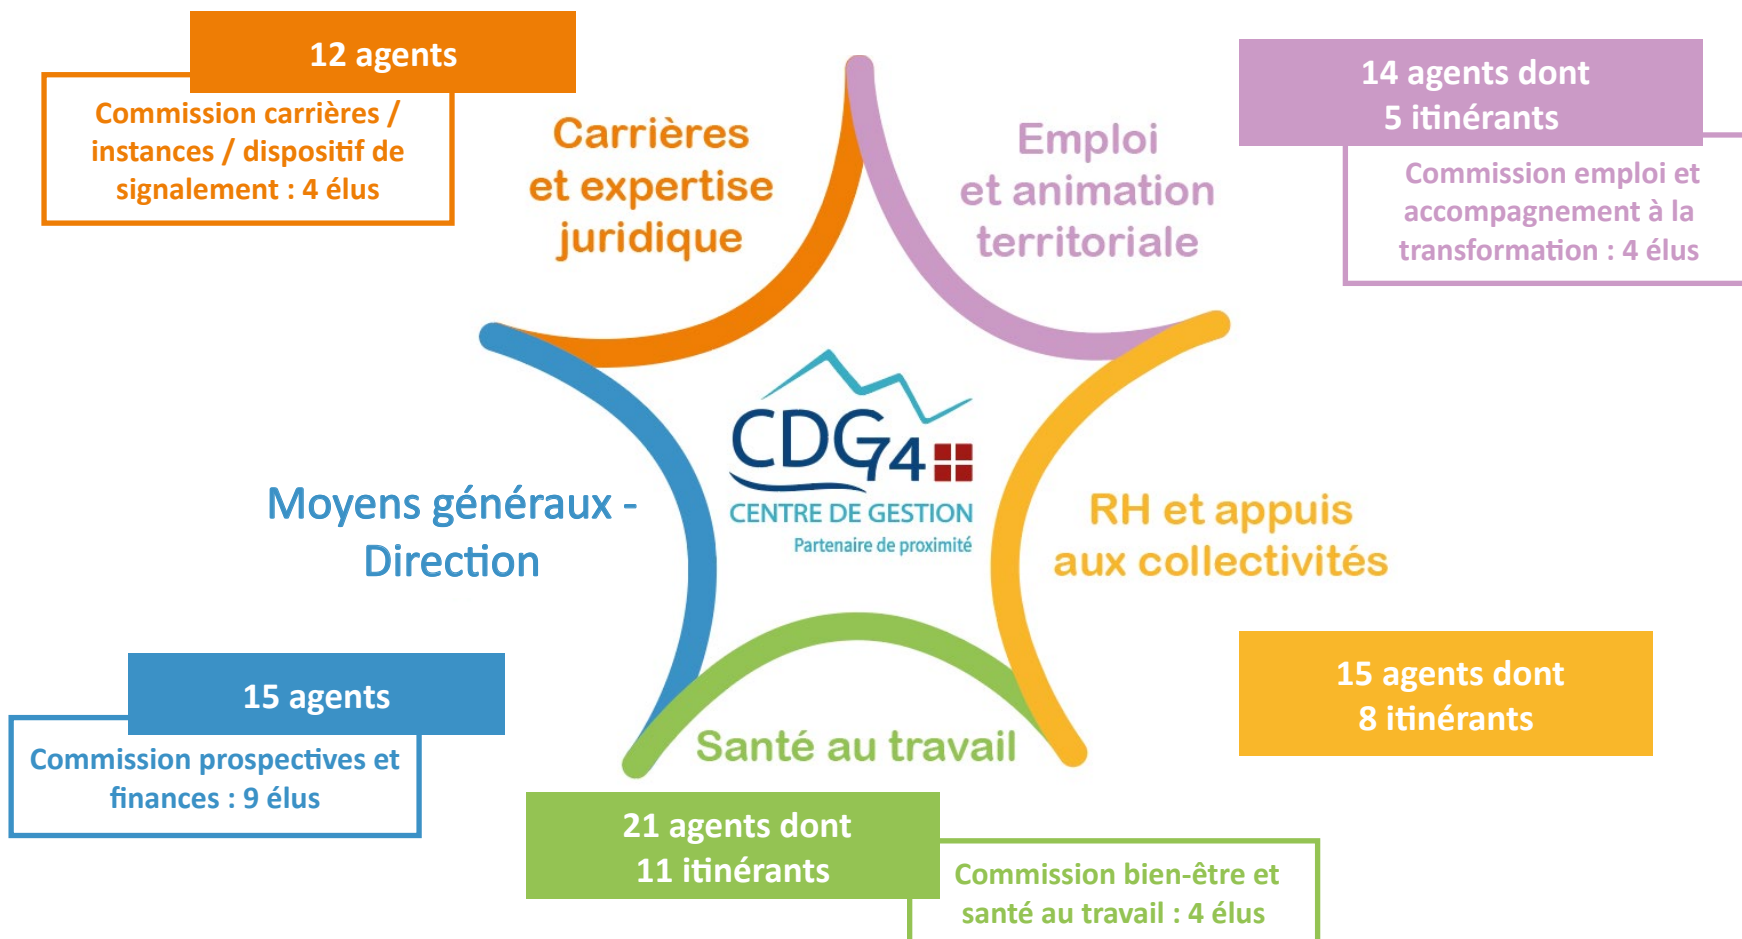 12 agents
Commission carrières /
instances / dispositif de
signalement : 4 élus
Carrières
et expertise
juridique
Emploi
et animation
territoriale
14 agents dont
5 itinérants
Commission emploi et
accompagnement à la
transformation : 4 élus
CDG74
CENTRE DE GESTION
Partenaire de proximité
Moyens généraux -
Direction
RH et appuis
aux collectivités
15 agents
Commission prospectives et
finances : 9 élus
15 agents dont
8 itinérants
Santé au travail
21 agents dont
11 itinérants
Commission bien-être et
santé au travail : 4 élus